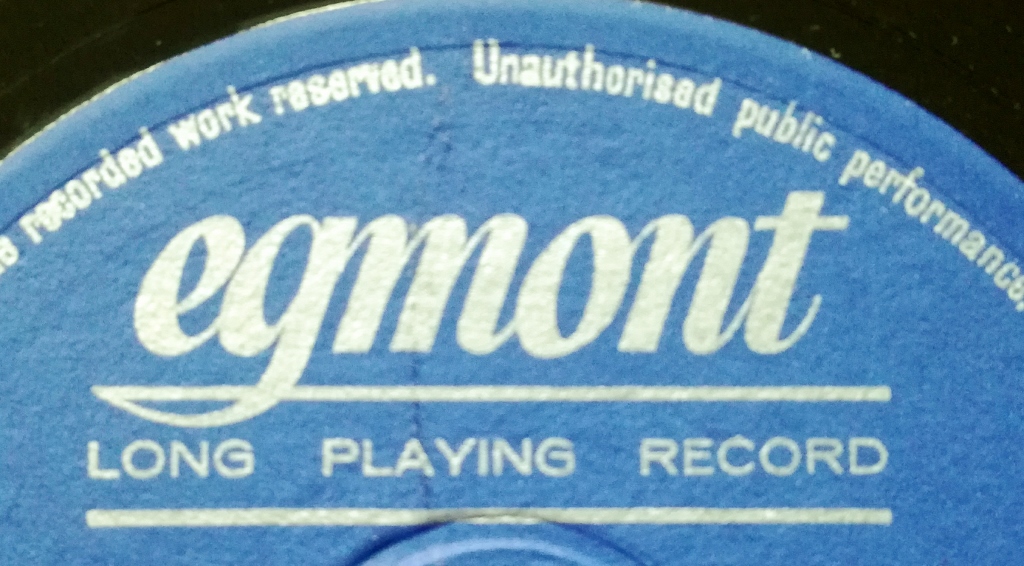 recorded work reserved. Unauthorised public performance,
egmont
LONG PLAYING RECORD